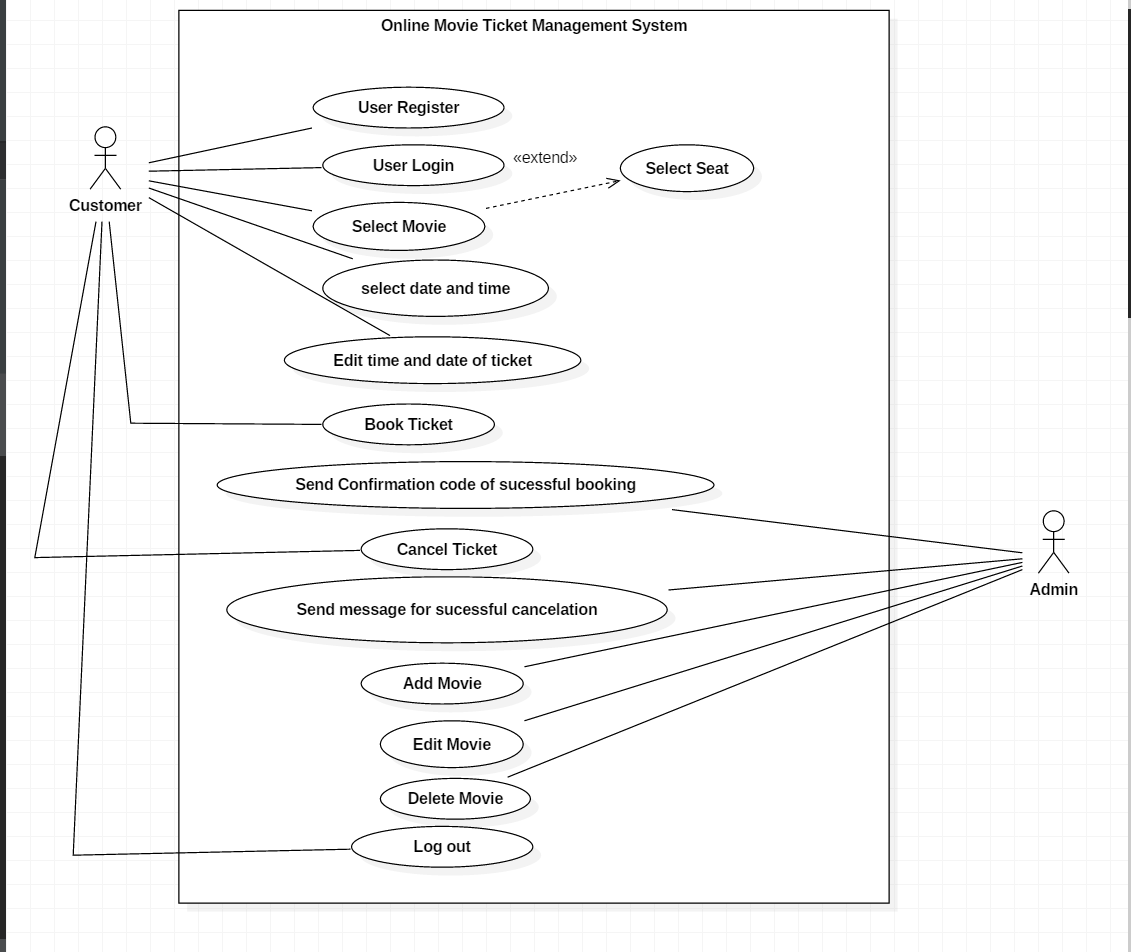 Online Movie Ticket Management System
User Register
User Login
«extend»
Select Seat
Customer
Select Movie
select date and time
Edit time and date of ticket
Book Ticket
Send Confirmation code of sucessful booking
Cancel Ticket
Admin
Send message for sucessful cancelation
Add Movie
Edit Movie
Delete Movie
Log out